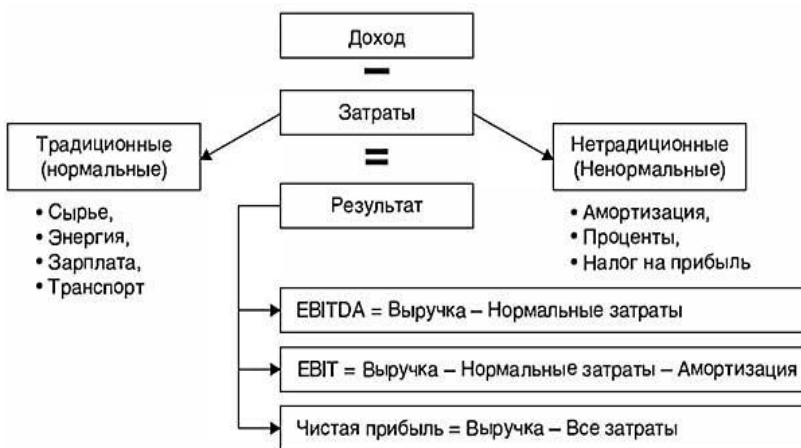 Доход
–
Затраты
Традиционные
(нормальные)
=
Нетрадиционные
(Ненормальные)
• Сырье,
• Энергия,
• Зарплата,
• Транспорт
Результат
• Амортизация,
• Проценты,
• Налог на прибыль
EBITDA = Выручка – Нормальные затраты
EBIT = Выручка – Нормальные затраты – Амортизация
Чистая прибыль = Выручка – Все затраты